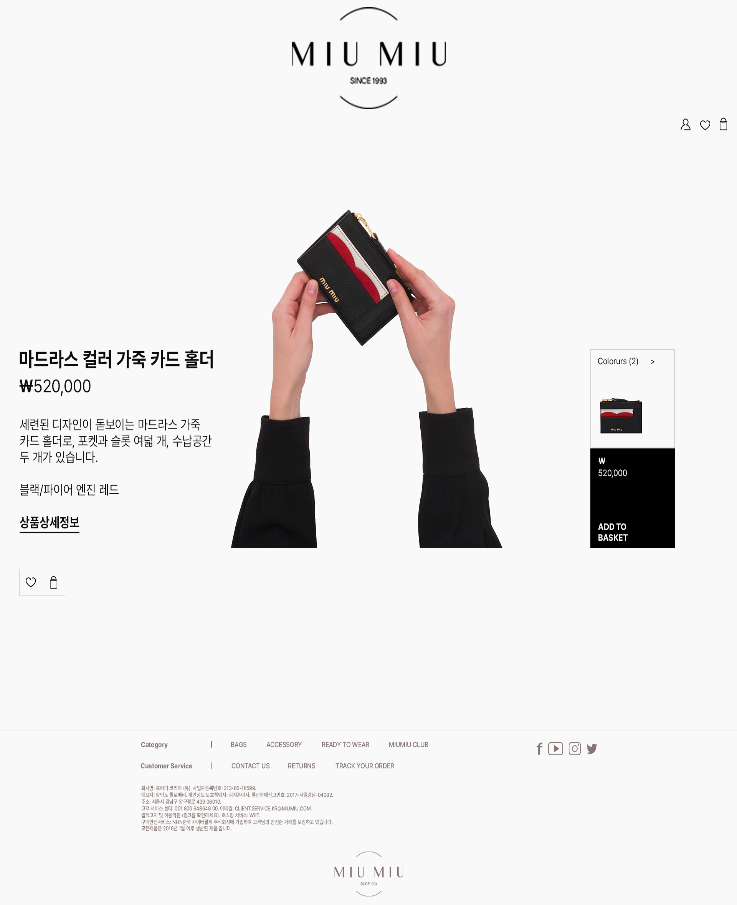 MIU MIU
SINCE 1993
miu miu
마드라스 컬러 가죽 카드 홀더
₩520,000
세련된 디자인이 돋보이는 마드라스 가죽
카드 홀더로, 포켓과 슬롯 여덟 개, 수납공간
두 개가 있습니다.
블랙/파이어 엔진 레드
상품상세정보
Colorurs (2) >
miu miu
₩
520,000
ADD TO
BASKET
Category | BAGS ACCESSORY READY TO WEAR MIUMIU CLUB
Customer Service | CONTACT US RETURNS TRACK YOUR ORDER
MIU MIU